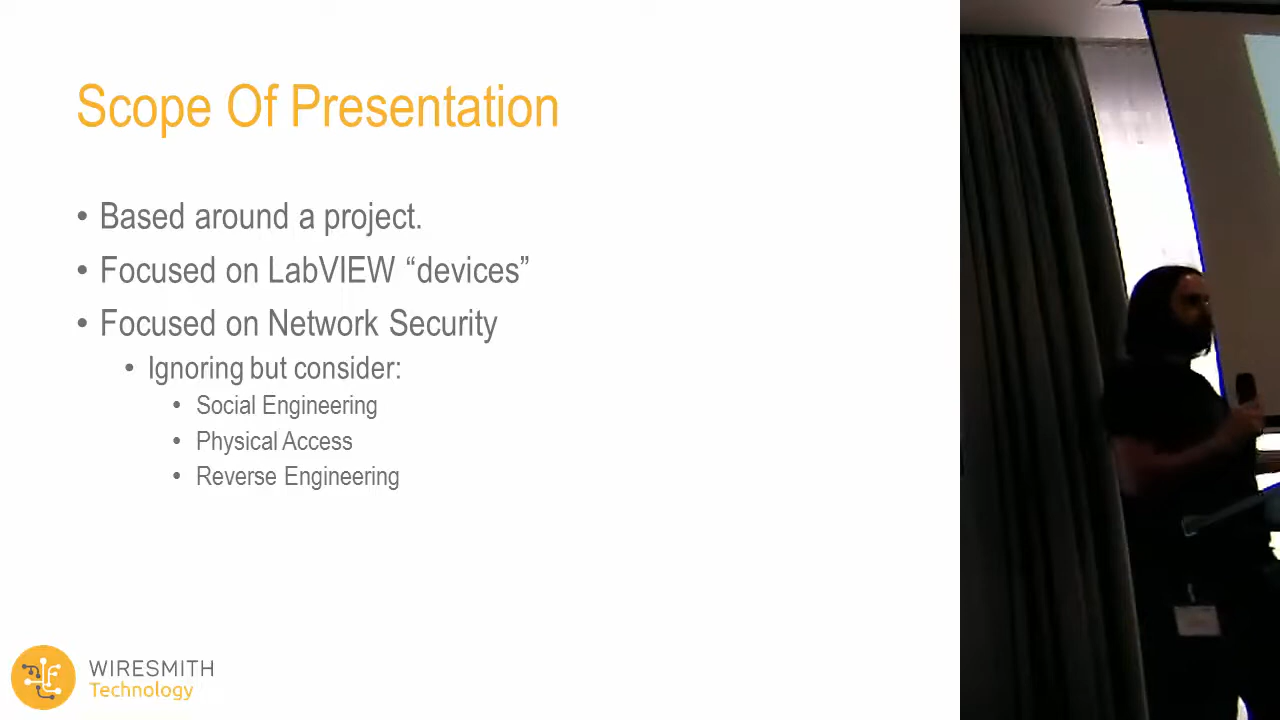 Scope Of Presentation
• Based around a project.
• Focused on LabVIEW “devices”
• Focused on Network Security
• Ignoring but consider:
• Social Engineering
• Physical Access
• Reverse Engineering
WIRESMITH
Technology